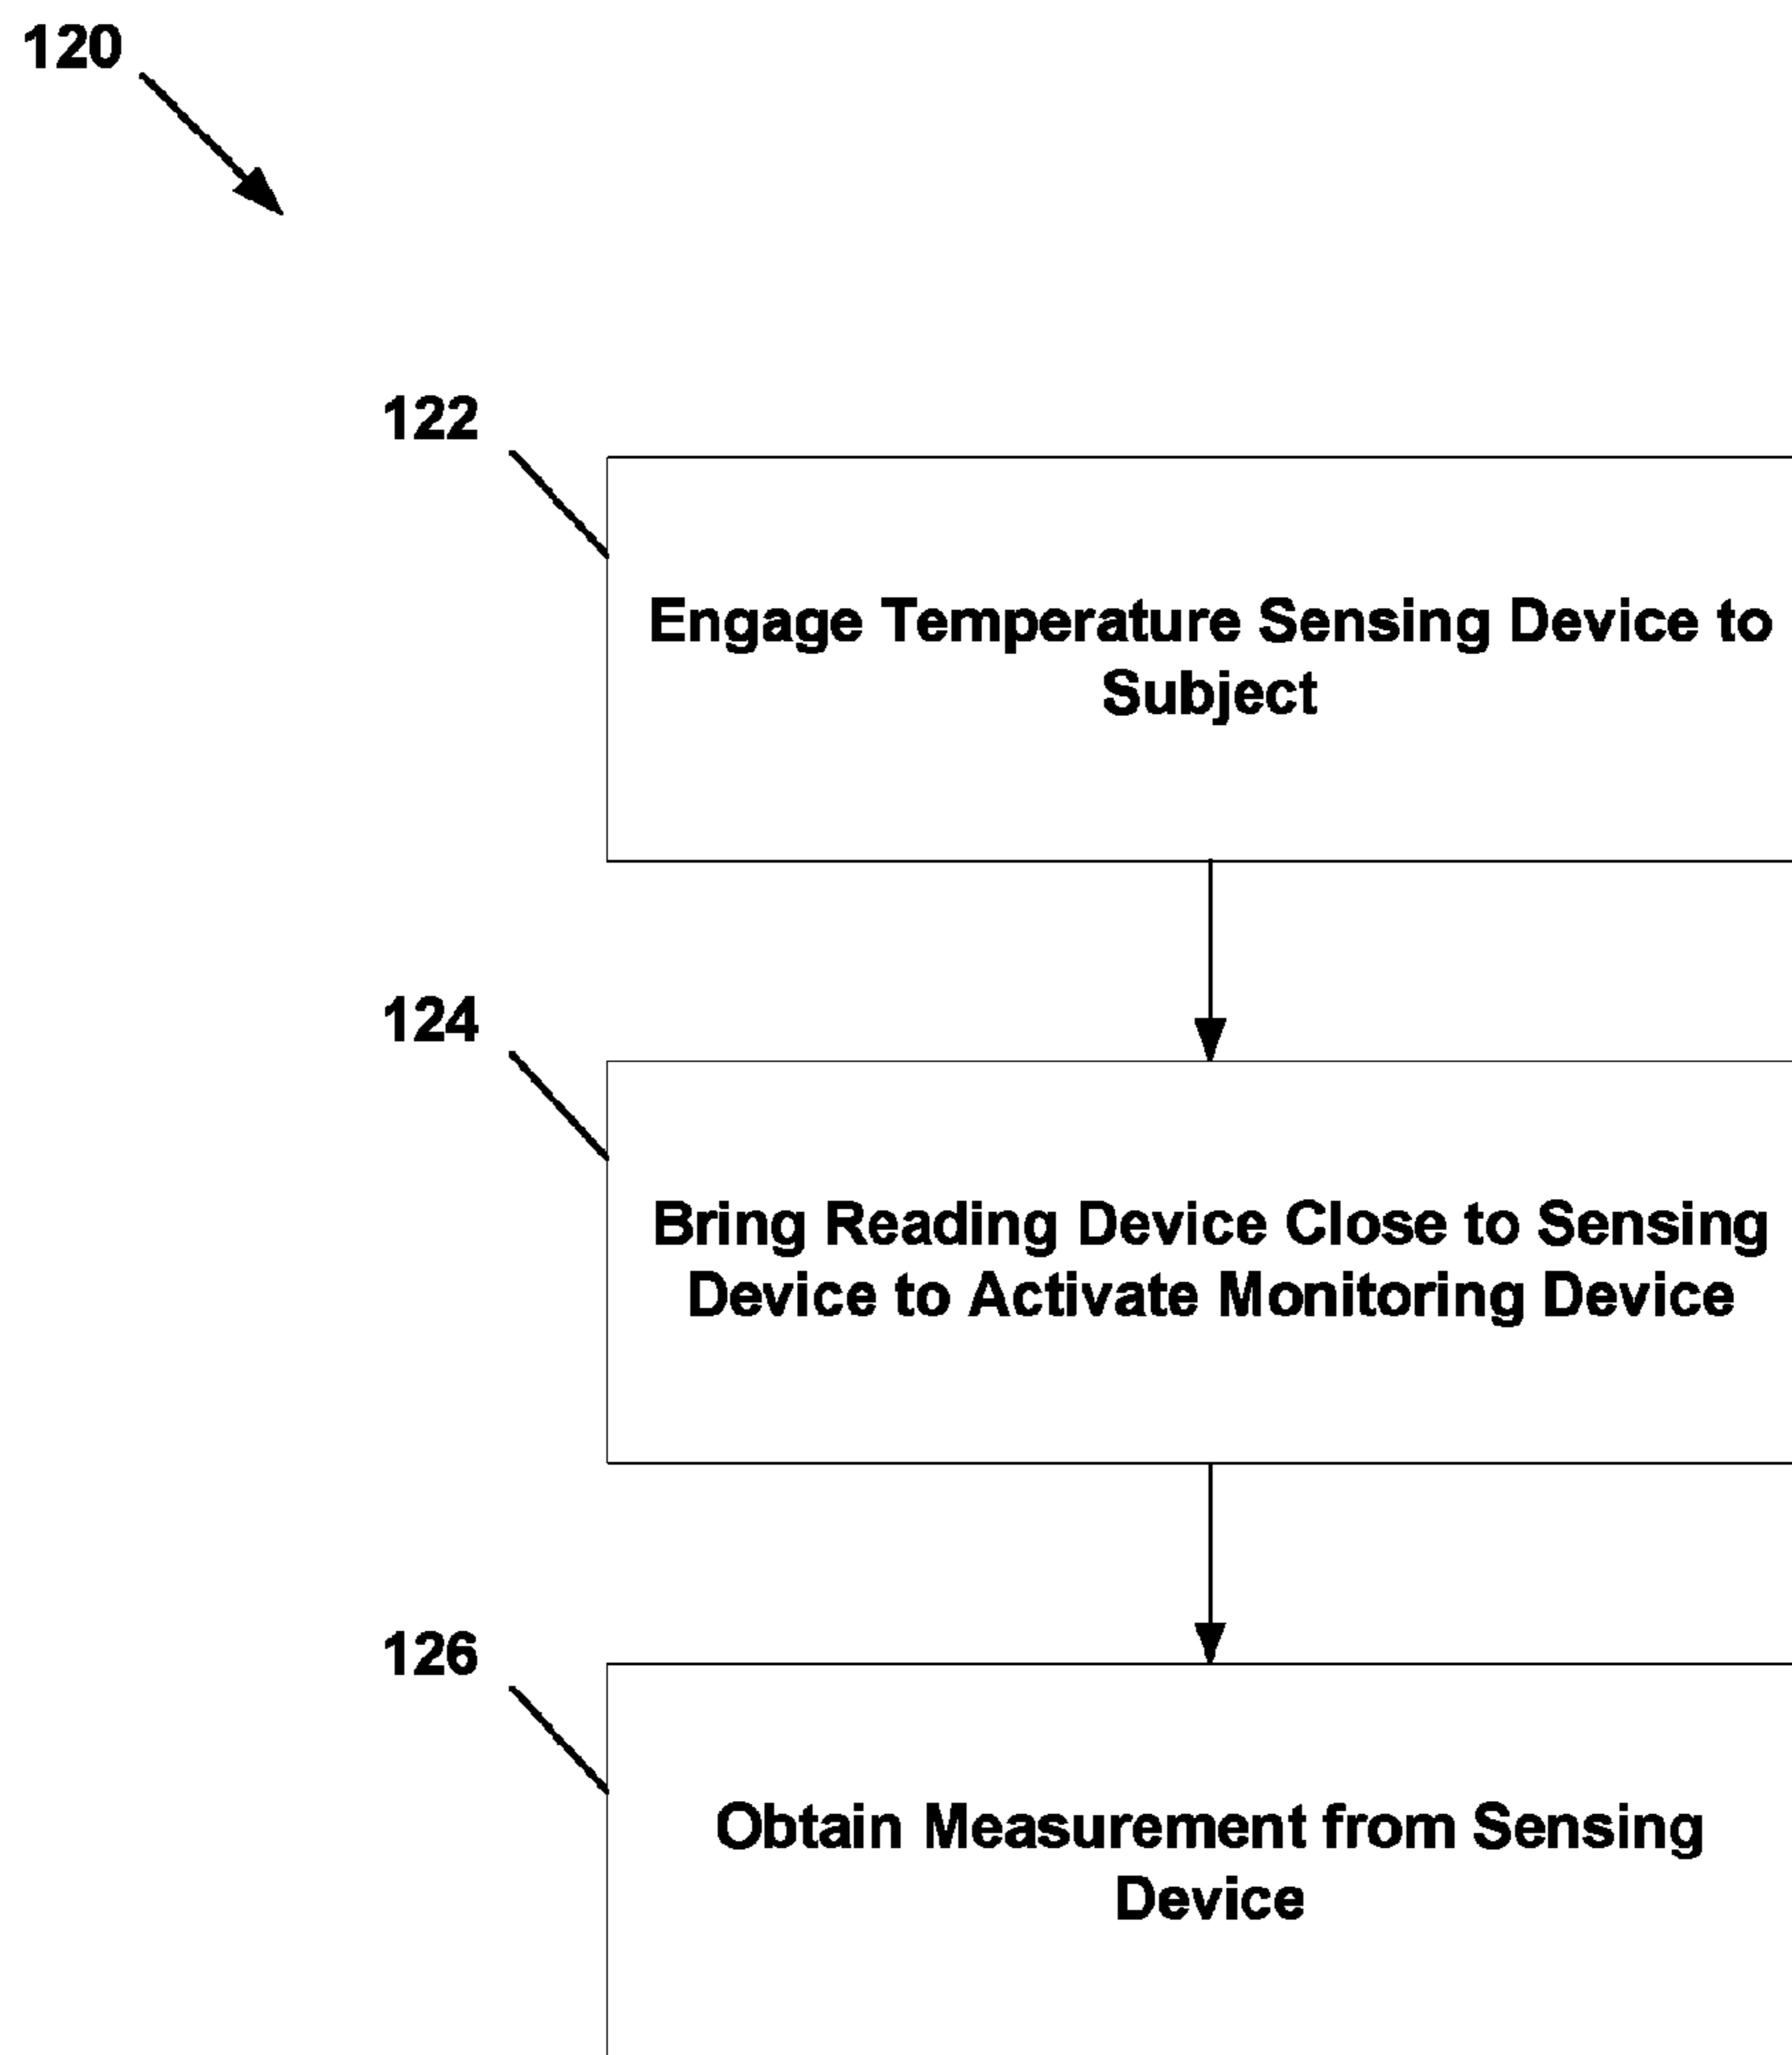 120
122
Engage Temperature Sensing Device to
Subject
124
Bring Reading Device Close to Sensing
Device to Activate Monitoring Device
126
Obtain Measurement from Sensing
Device